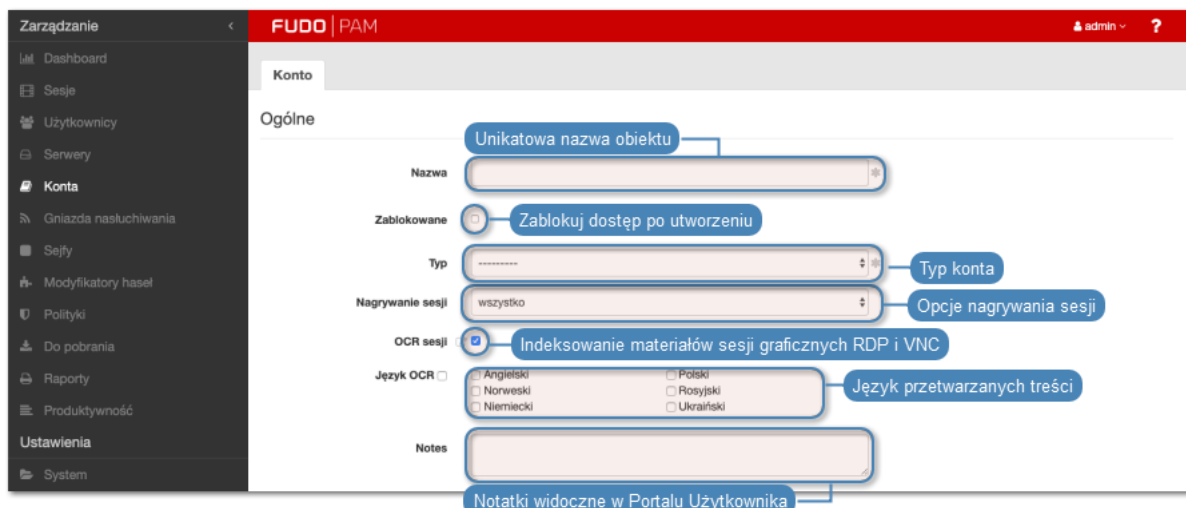 Zarządzanie
FUDO PAM
admin
?
Dashboard
Sesje
Użytkownicy
Serwery
Konta
Gniazda nasłuchiwania
Sejfy
Modyfikatory haseł
Polityki
Do pobrania
Raporty
Produktywność
Ustawienia
System
Konto
Ogólne
Unikatowa nazwa obiektu
Nazwa
Zablokowane
Zablokuj dostęp po utworzeniu
Typ
---------
Typ konta
Nagrywanie sesji
wszystko
Opcje nagrywania sesji
OCR sesji
Indeksowanie materiałów sesji graficznych RDP i VNC
Język OCR
Angielski Polski
Norweski Rosyjski
Niemiecki Ukraiński
Język przetwarzanych treści
Notes
Notatki widoczne w Portalu Użytkownika